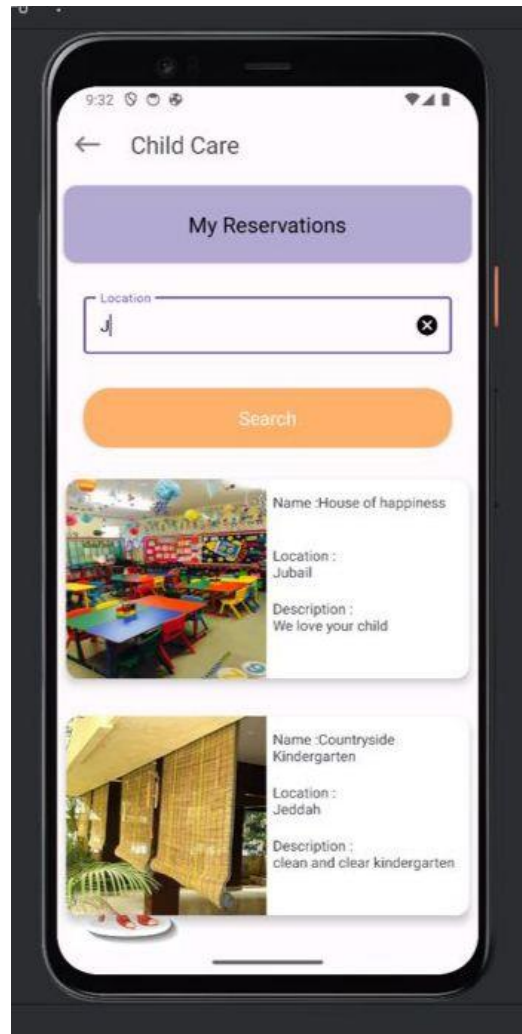 9:32
Child Care
My Reservations
Location
J
Search
Name :House of happiness
Location :
Jubail
Description :
We love your child
Name :Countryside
Kindergarten
Location :
Jeddah
Description :
clean and clear kindergarten